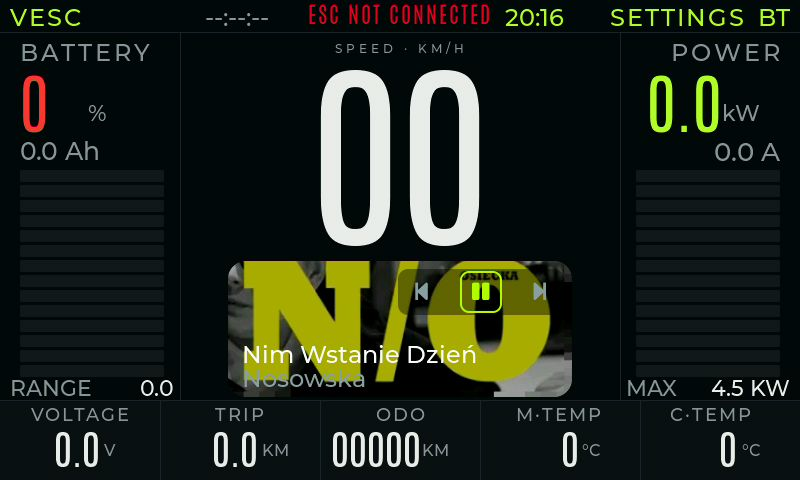 VESC --:--:-- ESC NOT CONNECTED 20:16 SETTINGS BT
BATTERY
0 %
0.0 Ah
RANGE 0.0
SPEED · KM/H
00
N/O
OSIECKA
Nim Wstanie Dzień
Nosowska
POWER
0.0 kW
0.0 A
MAX 4.5 KW
VOLTAGE
0.0 V
TRIP
0.0 KM
ODO
00000 KM
M·TEMP
0 °C
C·TEMP
0 °C